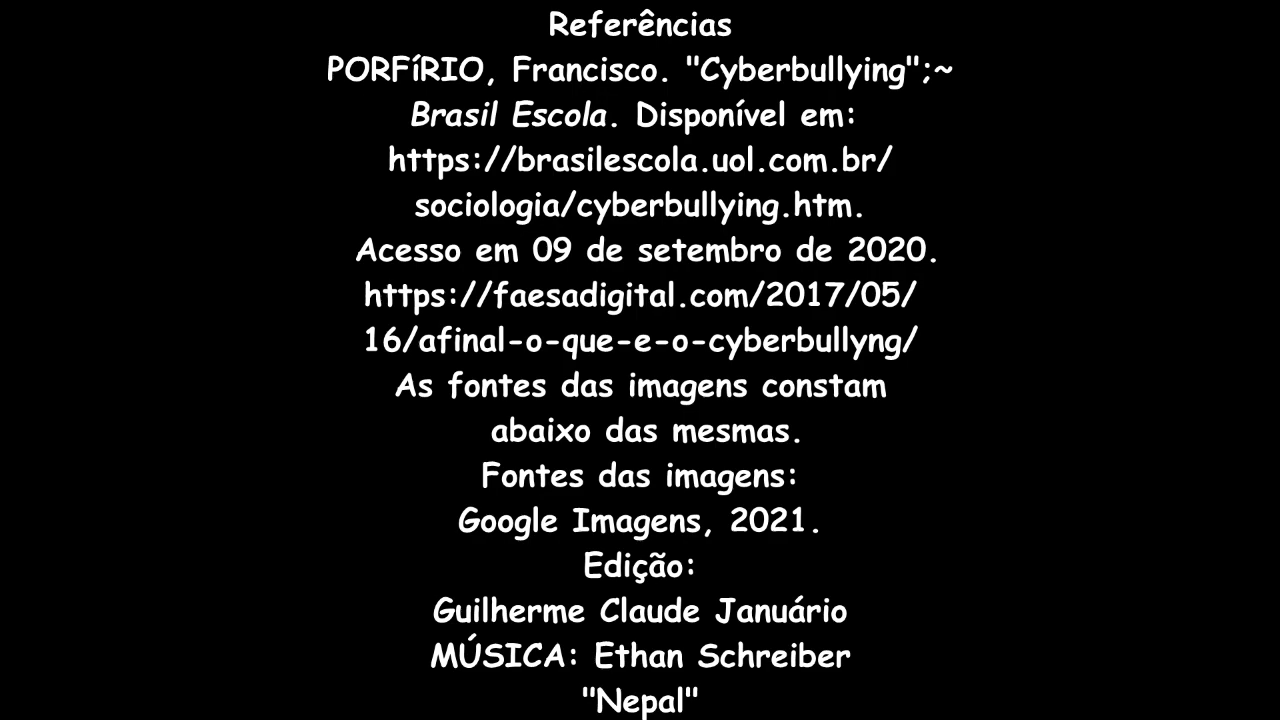 Referências
PORFíRIO, Francisco. "Cyberbullying";~
Brasil Escola. Disponível em:
https://brasilescola.uol.com.br/
sociologia/cyberbullying.htm.
Acesso em 09 de setembro de 2020.
https://faesadigital.com/2017/05/
16/afinal-o-que-e-o-cyberbullyng/
As fontes das imagens constam
abaixo das mesmas.
Fontes das imagens:
Google Imagens, 2021.
Edição:
Guilherme Claude Januário
MÚSICA: Ethan Schreiber
"Nepal"